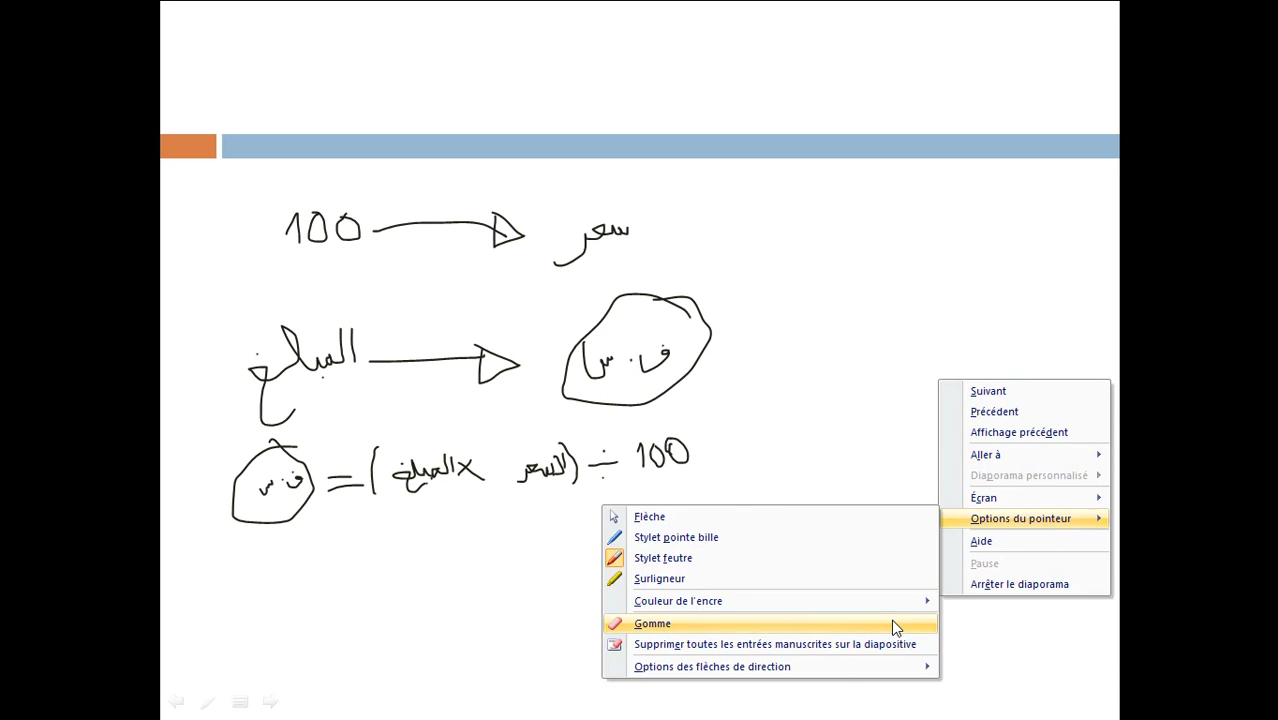 100 → سعر
المبلغ → ف.س
ف.س = (المبلغ × السعر) ÷ 100
Suivant
Précédent
Affichage précédent
Aller à
Diaporama personnalisé
Écran
Options du pointeur
Aide
Pause
Arrêter le diaporama
Flèche
Stylet pointe bille
Stylet feutre
Surligneur
Couleur de l'encre
Gomme
Supprimer toutes les entrées manuscrites sur la diapositive
Options des flèches de direction